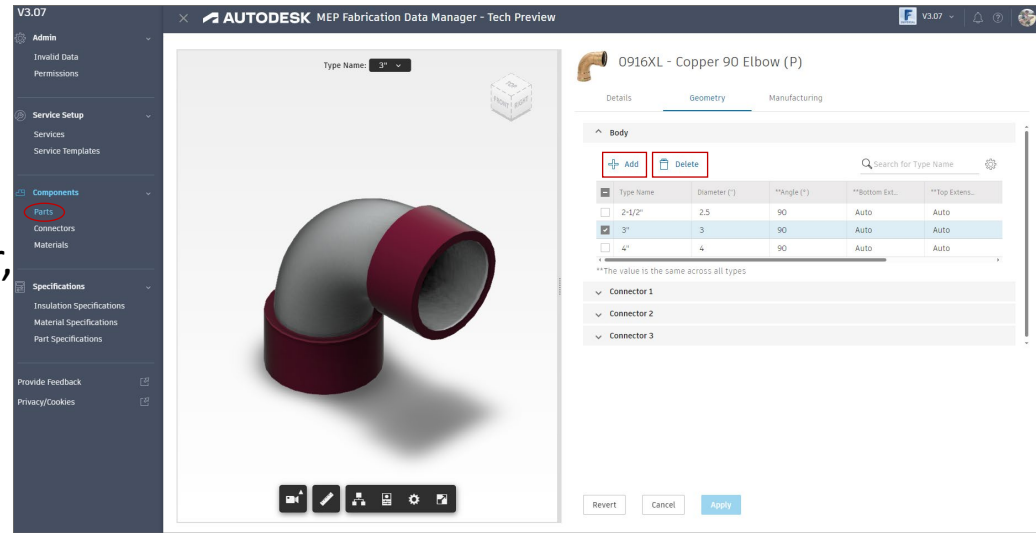 V3.07
AUTODESK MEP Fabrication Data Manager - Tech Preview
F
V3.07
Admin
Invalid Data
Permissions
Service Setup
Services
Service Templates
Components
Parts
Connectors
Materials
Specifications
Insulation Specifications
Material Specifications
Part Specifications
Provide Feedback
Privacy/Cookies
,
Type Name: 3"
TOP
FRONT RIGHT
0916XL - Copper 90 Elbow (P)
Details Geometry Manufacturing
Body
Add Delete Search for Type Name
Type Name Diameter (") **Angle (°) **Bottom Ext... **Top Extens...
2-1/2" 2.5 90 Auto Auto
3" 3 90 Auto Auto
4" 4 90 Auto Auto
**The value is the same across all types
Connector 1
Connector 2
Connector 3
Revert Cancel Apply